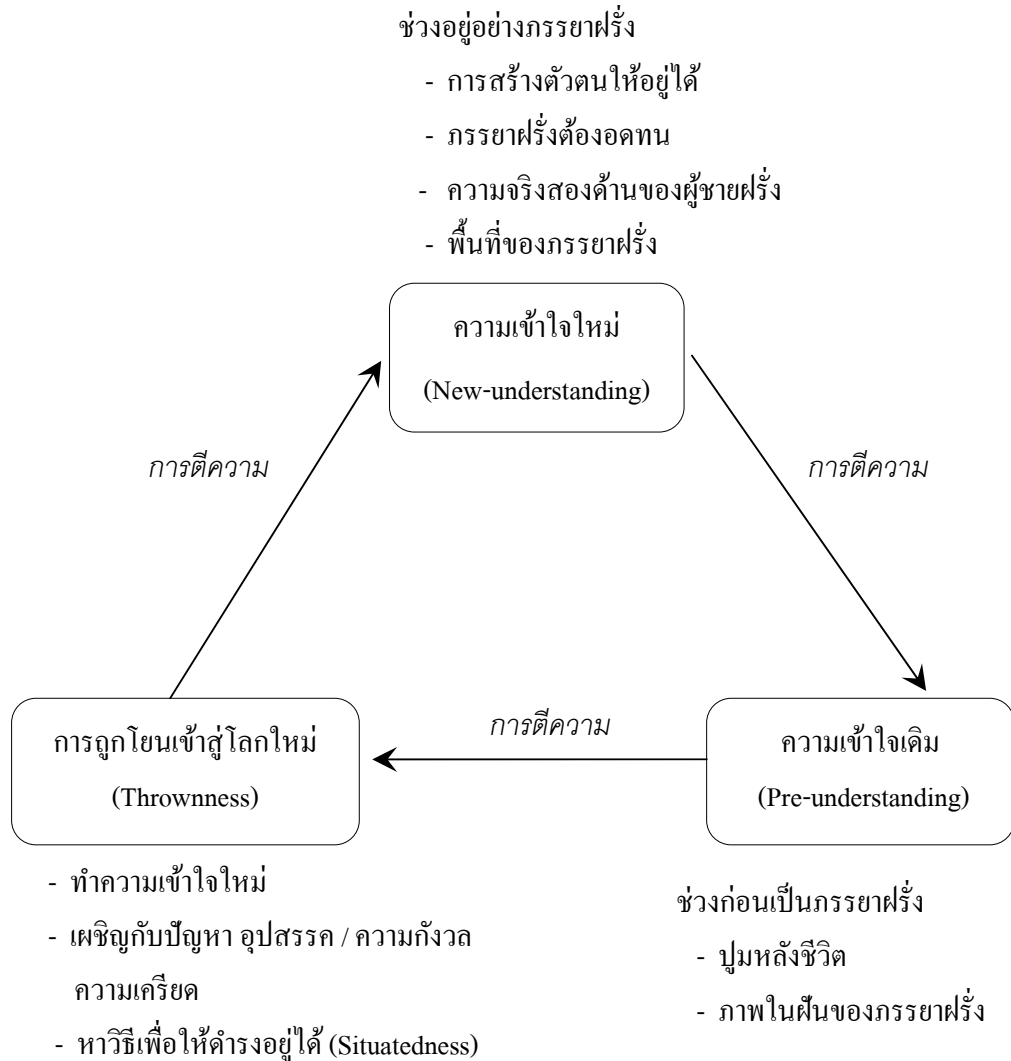 ช่วงอยู่อย่างภรรยาฝรั่ง
- การสร้างตัวตนให้อยู่ได้
- ภรรยาฝรั่งต้องอดทน
- ความจริงสองด้านของผู้ชายฝรั่ง
- พื้นที่ของภรรยาฝรั่ง
ความเข้าใจใหม่
(New-understanding)
การตีความ
การตีความ
การตีความ
การถูกโยนเข้าสู่โลกใหม่
(Thrownness)
ความเข้าใจเดิม
(Pre-understanding)
- ทำความเข้าใจใหม่
- เผชิญกับปัญหา อุปสรรค / ความกังวล
ความเครียด
- หาวิธีเพื่อให้ดำรงอยู่ได้ (Situatedness)
ช่วงก่อนเป็นภรรยาฝรั่ง
- ปูมหลังชีวิต
- ภาพในฝันของภรรยาฝรั่ง